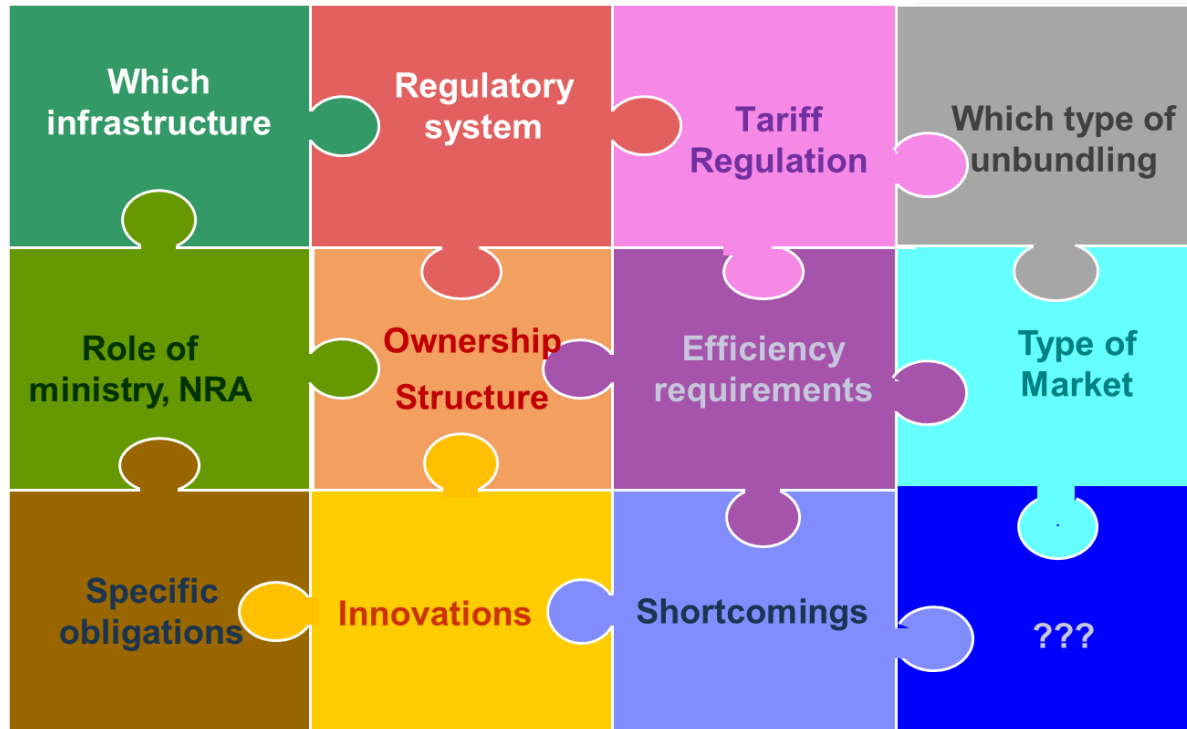 Which
infrastructure
Regulatory
system
Tariff
Regulation
Which type of
unbundling
Role of
ministry, NRA
Ownership
Structure
Efficiency
requirements
Type of
Market
Specific
obligations
Innovations
Shortcomings
???